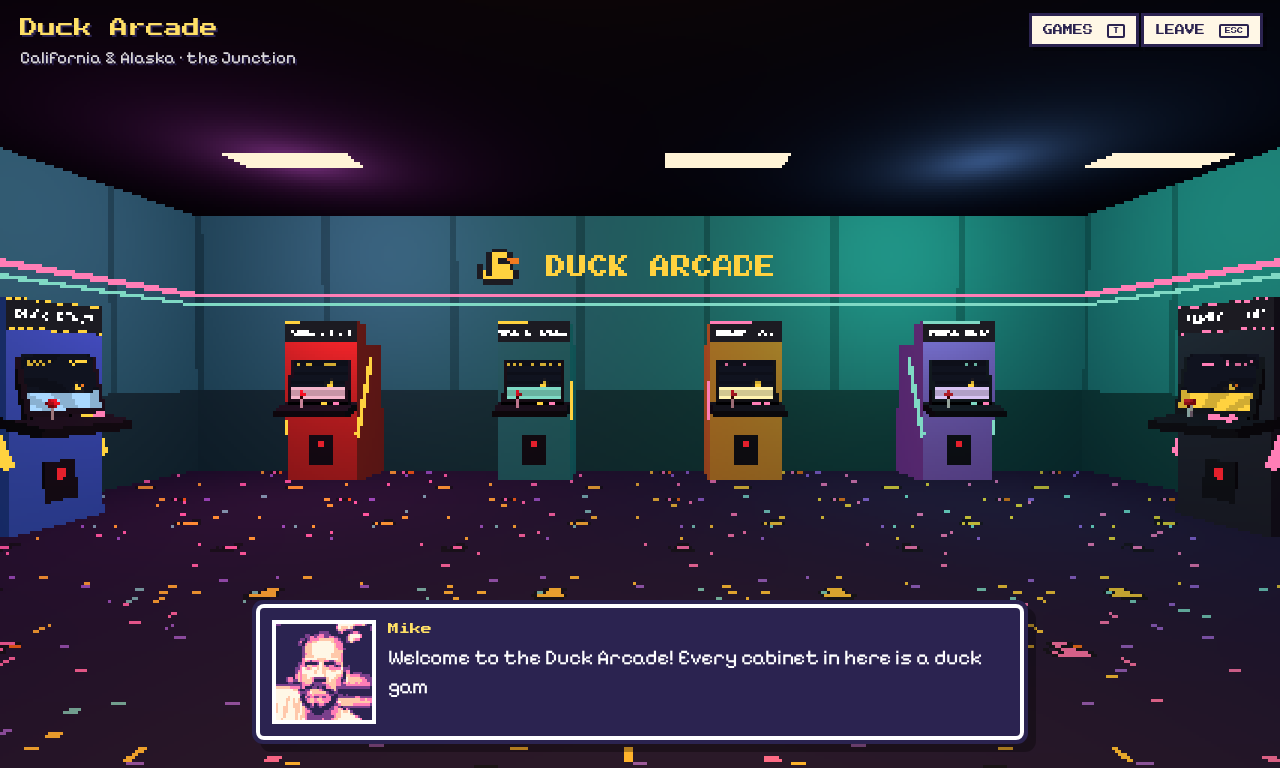 Duck Arcade
California & Alaska · the Junction
GAMES T
LEAVE ESC
DUCK ARCADE
Mike
Welcome to the Duck Arcade! Every cabinet in here is a duck
gam